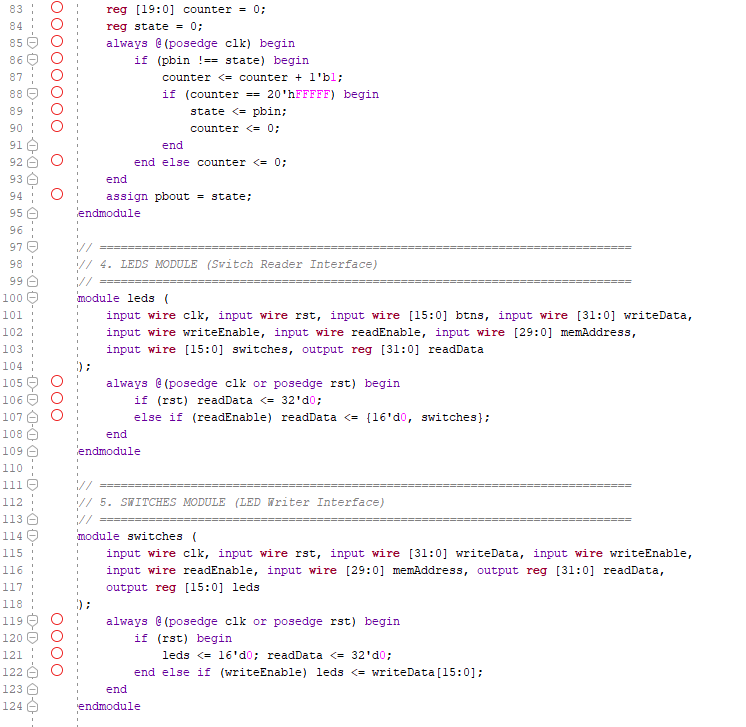 83 reg [19:0] counter = 0;
84 reg state = 0;
85 always @(posedge clk) begin
86 if (pbin !== state) begin
87 counter <= counter + 1'b1;
88 if (counter == 20'hFFFFF) begin
89 state <= pbin;
90 counter <= 0;
91 end
92 end else counter <= 0;
93 end
94 assign pbout = state;
95 endmodule
96
97 // ============================================================================
98 // 4. LEDS MODULE (Switch Reader Interface)
99 // ============================================================================
100 module leds (
101 input wire clk, input wire rst, input wire [15:0] btns, input wire [31:0] writeData,
102 input wire writeEnable, input wire readEnable, input wire [29:0] memAddress,
103 input wire [15:0] switches, output reg [31:0] readData
104 );
105 always @(posedge clk or posedge rst) begin
106 if (rst) readData <= 32'd0;
107 else if (readEnable) readData <= {16'd0, switches};
108 end
109 endmodule
110
111 // ============================================================================
112 // 5. SWITCHES MODULE (LED Writer Interface)
113 // ============================================================================
114 module switches (
115 input wire clk, input wire rst, input wire [31:0] writeData, input wire writeEnable,
116 input wire readEnable, input wire [29:0] memAddress, output reg [31:0] readData,
117 output reg [15:0] leds
118 );
119 always @(posedge clk or posedge rst) begin
120 if (rst) begin
121 leds <= 16'd0; readData <= 32'd0;
122 end else if (writeEnable) leds <= writeData[15:0];
123 end
124 endmodule